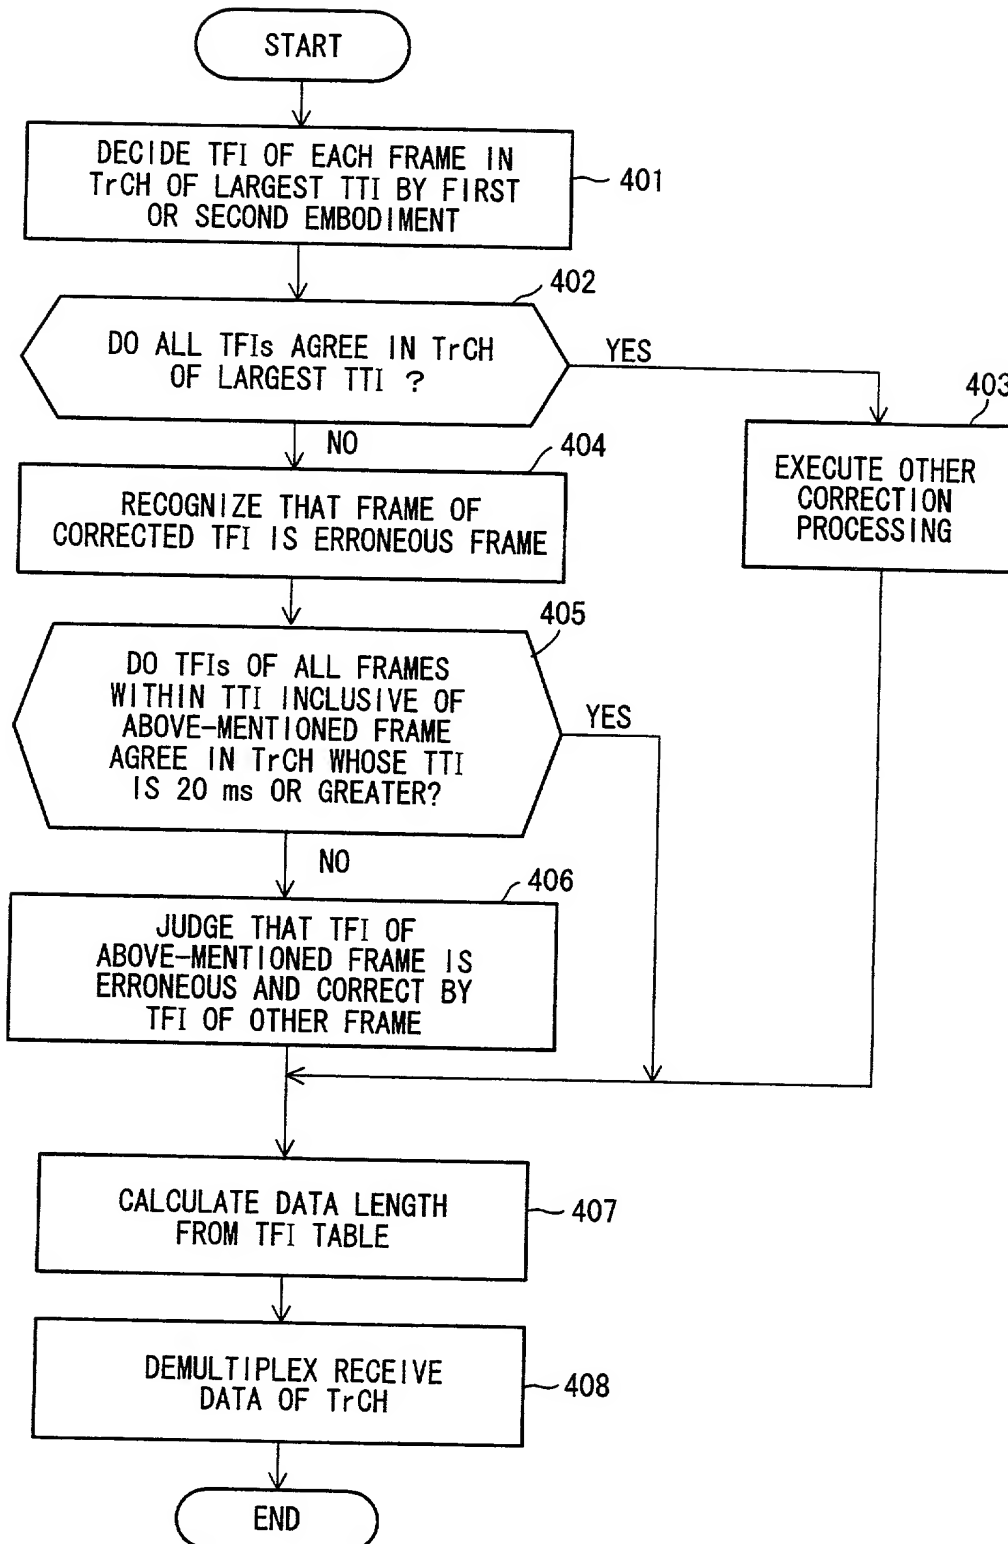 START
DECIDE TFI OF EACH FRAME IN
TrCH OF LARGEST TTI BY FIRST
OR SECOND EMBODIMENT
401
402
DO ALL TFIs AGREE IN TrCH
OF LARGEST TTI ?
YES
403
EXECUTE OTHER
CORRECTION
PROCESSING
NO
404
RECOGNIZE THAT FRAME OF
CORRECTED TFI IS ERRONEOUS FRAME
405
DO TFIs OF ALL FRAMES
WITHIN TTI INCLUSIVE OF
ABOVE-MENTIONED FRAME
AGREE IN TrCH WHOSE TTI
IS 20 ms OR GREATER?
YES
NO
406
JUDGE THAT TFI OF
ABOVE-MENTIONED FRAME IS
ERRONEOUS AND CORRECT BY
TFI OF OTHER FRAME
CALCULATE DATA LENGTH
FROM TFI TABLE
407
DEMULTIPLEX RECEIVE
DATA OF TrCH
408
END